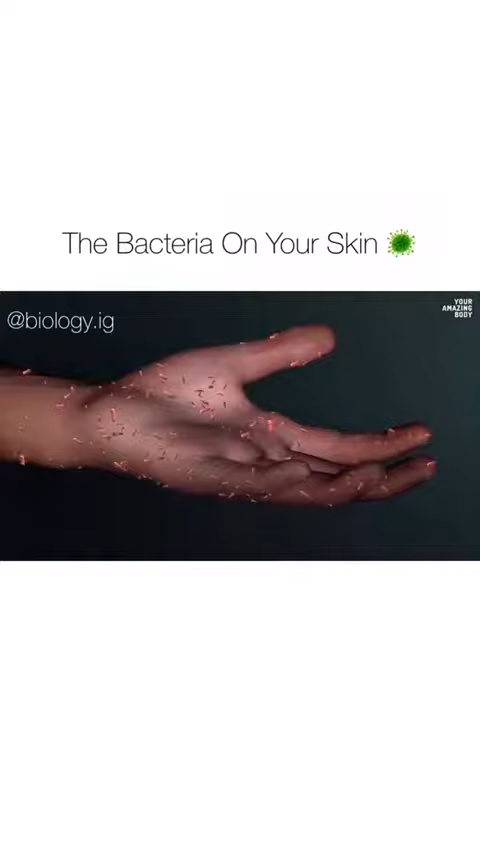 The Bacteria On Your Skin 🦠
@biology.ig
YOUR
AMAZING
BODY